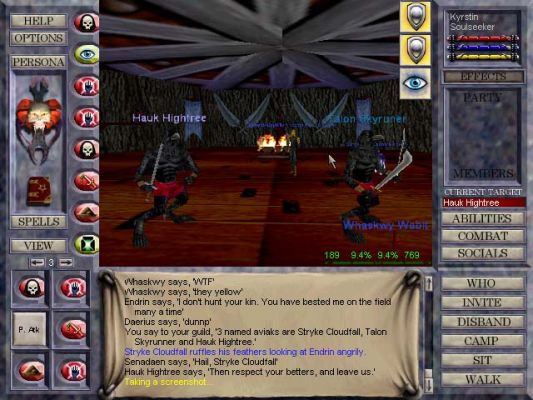 HELP
OPTIONS
PERSONA
SPELLS
VIEW
3
P. Atk
Hauk Hightree
Talon Skyruner
Whaskwy Wabit
189 9.4% 9.4% 769
Whaskwy says, 'WTF'
Whaskwy says, 'they yellow'
Endrin says, 'I don't hunt your kin. You have bested me on the field
many a time'
Daerius says, 'dunnp'
You say to your guild, '3 named aviaks are Stryke Cloudfall, Talon
Skyruner and Hauk Hightree.'
Stryke Cloudfall ruffles his feathers looking at Endrin angrily.
Senadaen says, 'Hail, Stryke Cloudfall'
Hauk Hightree says, 'Then respect your betters, and leave us.'
Taking a screenshot...
Kyrstin
Soulseeker
EFFECTS
PARTY
MEMBERS
CURRENT TARGET
Hauk Hightree
ABILITIES
COMBAT
SOCIALS
WHO
INVITE
DISBAND
CAMP
SIT
WALK